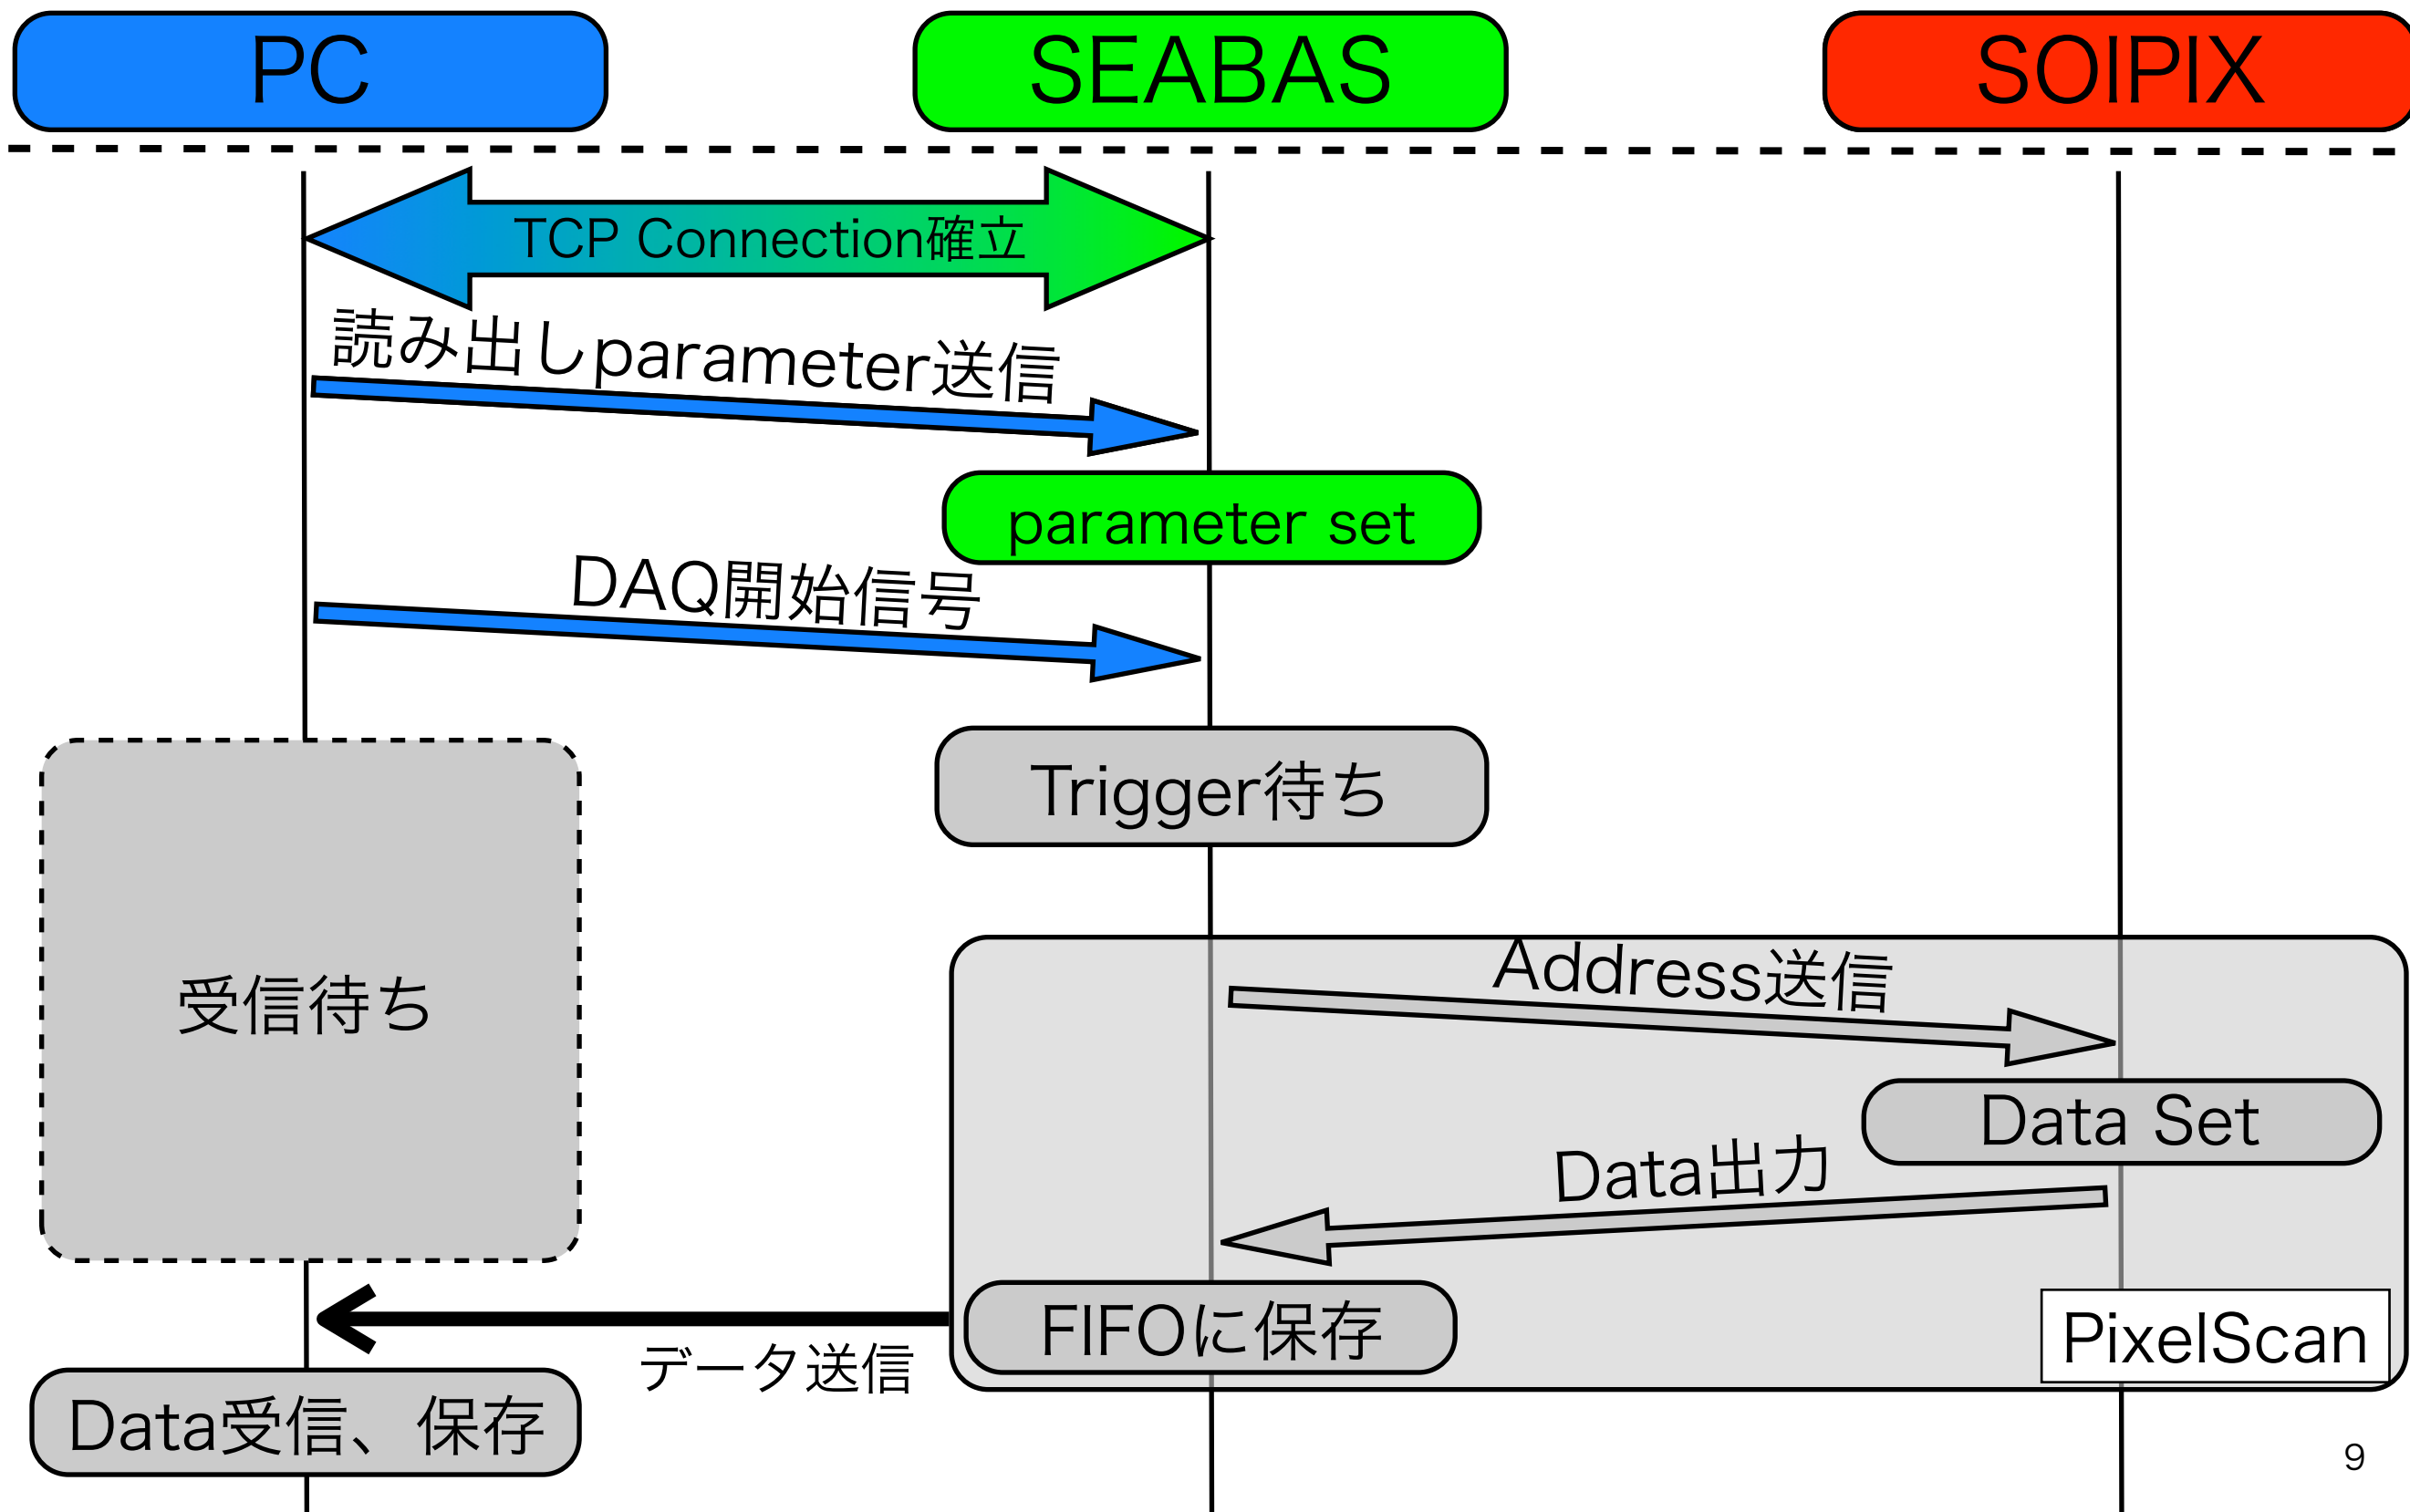 PC
SEABAS
SOIPIX
TCP Connection確立
読み出しparameter送信
parameter set
DAQ開始信号
Trigger待ち
受信待ち
Address送信
Data Set
Data出力
FIFOに保存
PixelScan
データ送信
Data受信、保存
9